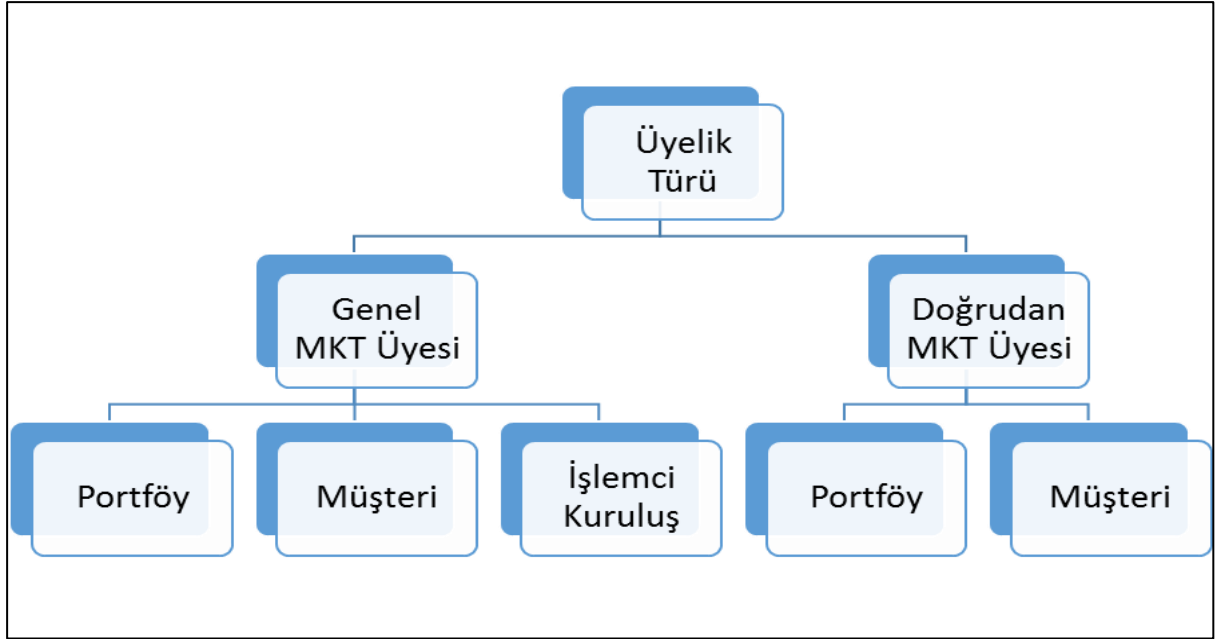 Üyelik
Türü
Genel
MKT Üyesi
Doğrudan
MKT Üyesi
Portföy
Müşteri
İşlemci
Kuruluş
Portföy
Müşteri